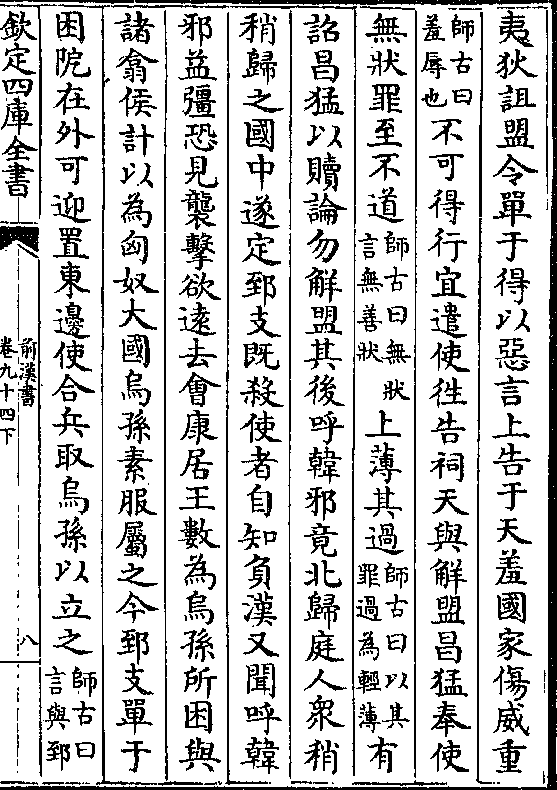 夷狄詛盟令單于得以惡言上告于天羞國家傷威重
師古曰
羞辱也
不可得行宜遣使徃告祠天與解盟昌猛奉使
無狀罪至不道
師古曰無狀
言無善狀
上薄其過
師古曰以其
罪過為輕薄
有
詔昌猛以贖論勿解盟其後呼韓邪竟北歸庭人衆稍
稍歸之國中遂定郅支既殺使者自知負漢又聞呼韓
邪益彊恐見襲擊欲逺去會康居王數為烏孫所困與
諸翕侯計以為匈奴大國烏孫素服屬之今郅支單于
困阸在外可迎置東邊使合兵取烏孫以立之
師古曰
言與郅
欽定四庫全書
前漢書
卷九十四下
八